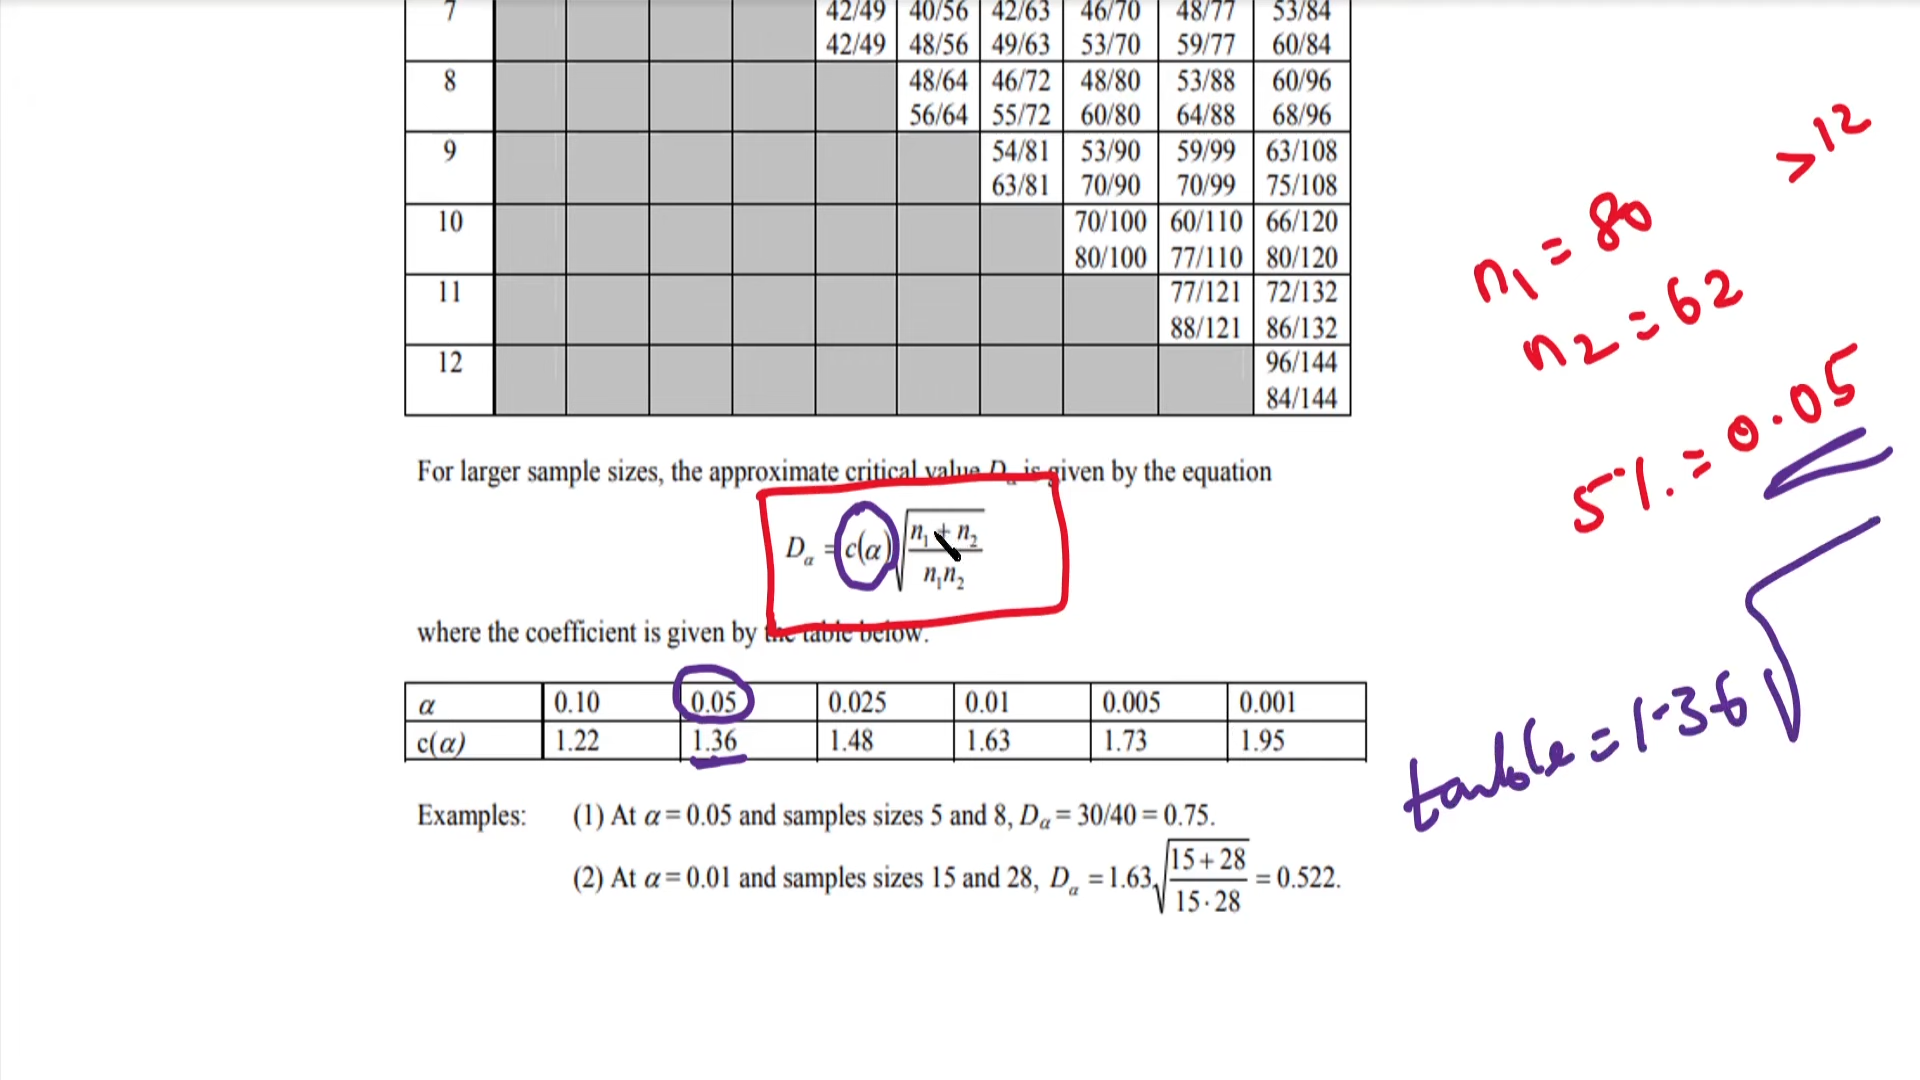 7 42/49 40/56 42/63 46/70 48/77 53/84
42/49 48/56 49/63 53/70 59/77 60/84
8 48/64 46/72 48/80 53/88 60/96
56/64 55/72 60/80 64/88 68/96
9 54/81 53/90 59/99 63/108
63/81 70/90 70/99 75/108
10 70/100 60/110 66/120
80/100 77/110 80/120
11 77/121 72/132
88/121 86/132
12 96/144
84/144
>12
n₁ = 80
n₂ = 62
5% = 0.05
For larger sample sizes, the approximate critical value Dα is given by the equation
Dα = c(α) √((n₁ + n₂)/(n₁n₂))
where the coefficient is given by the table below.
α 0.10 0.05 0.025 0.01 0.005 0.001
c(α) 1.22 1.36 1.48 1.63 1.73 1.95
table = 1.36 √
Examples: (1) At α = 0.05 and samples sizes 5 and 8, Dα = 30/40 = 0.75.
(2) At α = 0.01 and samples sizes 15 and 28, Dα = 1.63 √((15 + 28)/(15 · 28)) = 0.522.